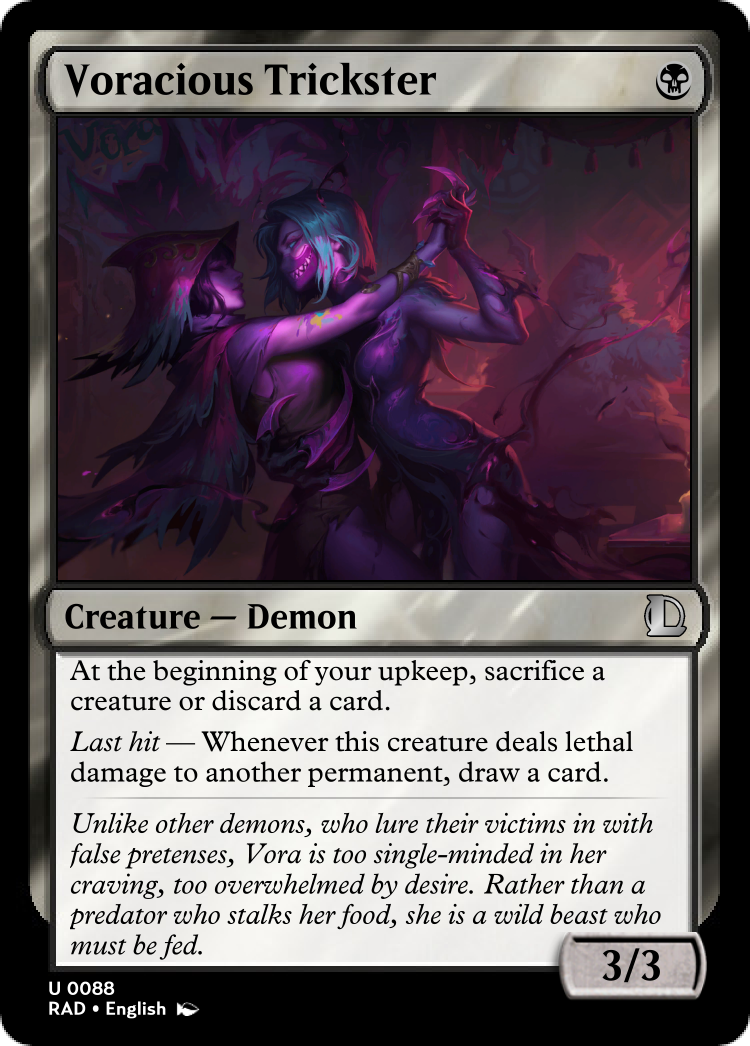 Voracious Trickster
Vora
Creature — Demon
At the beginning of your upkeep, sacrifice a
creature or discard a card.
Last hit — Whenever this creature deals lethal
damage to another permanent, draw a card.
Unlike other demons, who lure their victims in with
false pretenses, Vora is too single-minded in her
craving, too overwhelmed by desire. Rather than a
predator who stalks her food, she is a wild beast who
must be fed.
3/3
U 0088
RAD • English